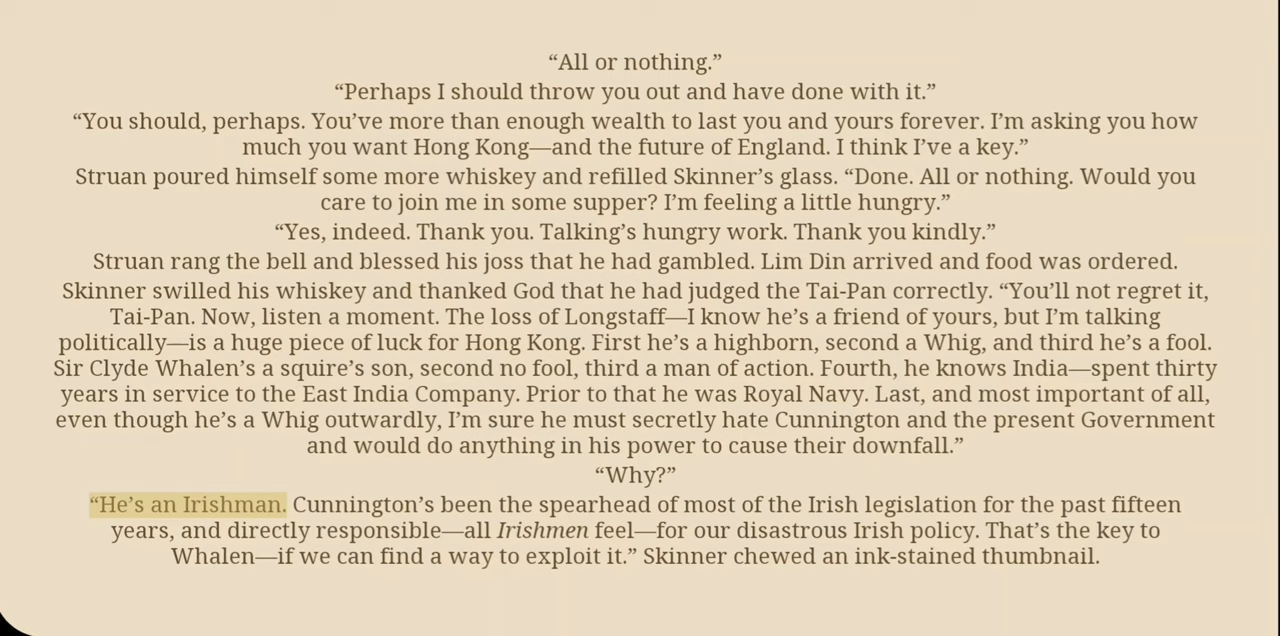 “All or nothing.”
“Perhaps I should throw you out and have done with it.”
“You should, perhaps. You’ve more than enough wealth to last you and yours forever. I’m asking you how
much you want Hong Kong—and the future of England. I think I’ve a key.”
Struan poured himself some more whiskey and refilled Skinner’s glass. “Done. All or nothing. Would you
care to join me in some supper? I’m feeling a little hungry.”
“Yes, indeed. Thank you. Talking’s hungry work. Thank you kindly.”
Struan rang the bell and blessed his joss that he had gambled. Lim Din arrived and food was ordered.
Skinner swilled his whiskey and thanked God that he had judged the Tai-Pan correctly. “You’ll not regret it,
Tai-Pan. Now, listen a moment. The loss of Longstaff—I know he’s a friend of yours, but I’m talking
politically—is a huge piece of luck for Hong Kong. First he’s a highborn, second a Whig, and third he’s a fool.
Sir Clyde Whalen’s a squire’s son, second no fool, third a man of action. Fourth, he knows India—spent thirty
years in service to the East India Company. Prior to that he was Royal Navy. Last, and most important of all,
even though he’s a Whig outwardly, I’m sure he must secretly hate Cunnington and the present Government
and would do anything in his power to cause their downfall.”
“Why?”
“He’s an Irishman. Cunnington’s been the spearhead of most of the Irish legislation for the past fifteen
years, and directly responsible—all Irishmen feel—for our disastrous Irish policy. That’s the key to
Whalen—if we can find a way to exploit it.” Skinner chewed an ink-stained thumbnail.